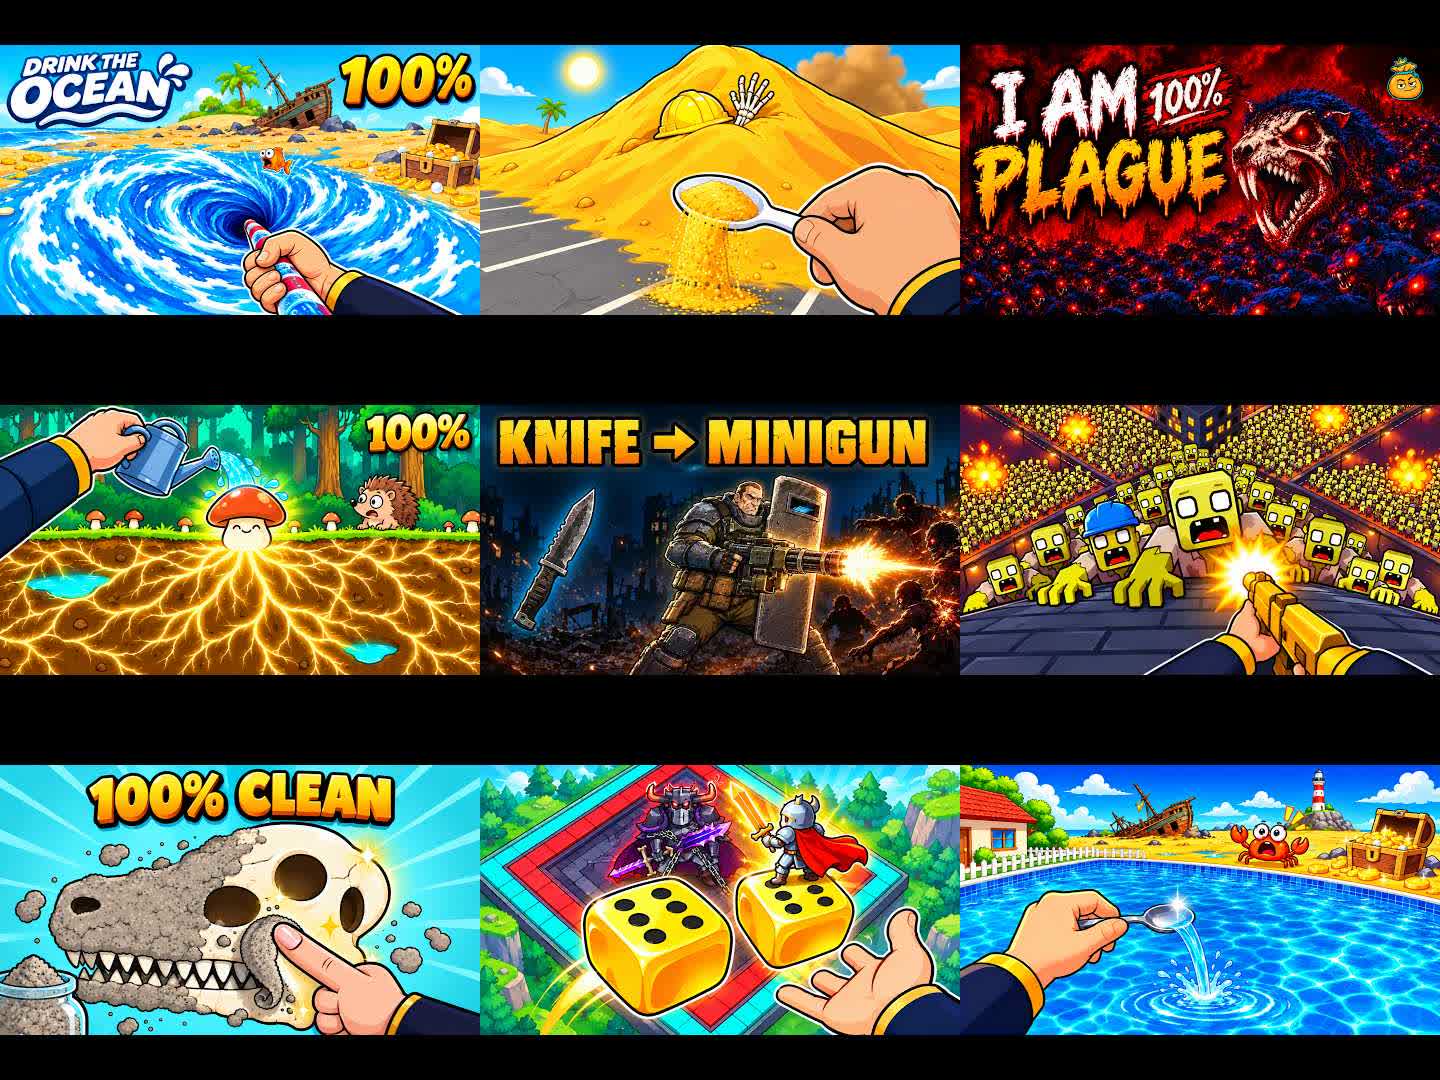 DRINK THE
OCEAN
100%
I AM 100%
PLAGUE
100%
KNIFE → MINIGUN
100% CLEAN